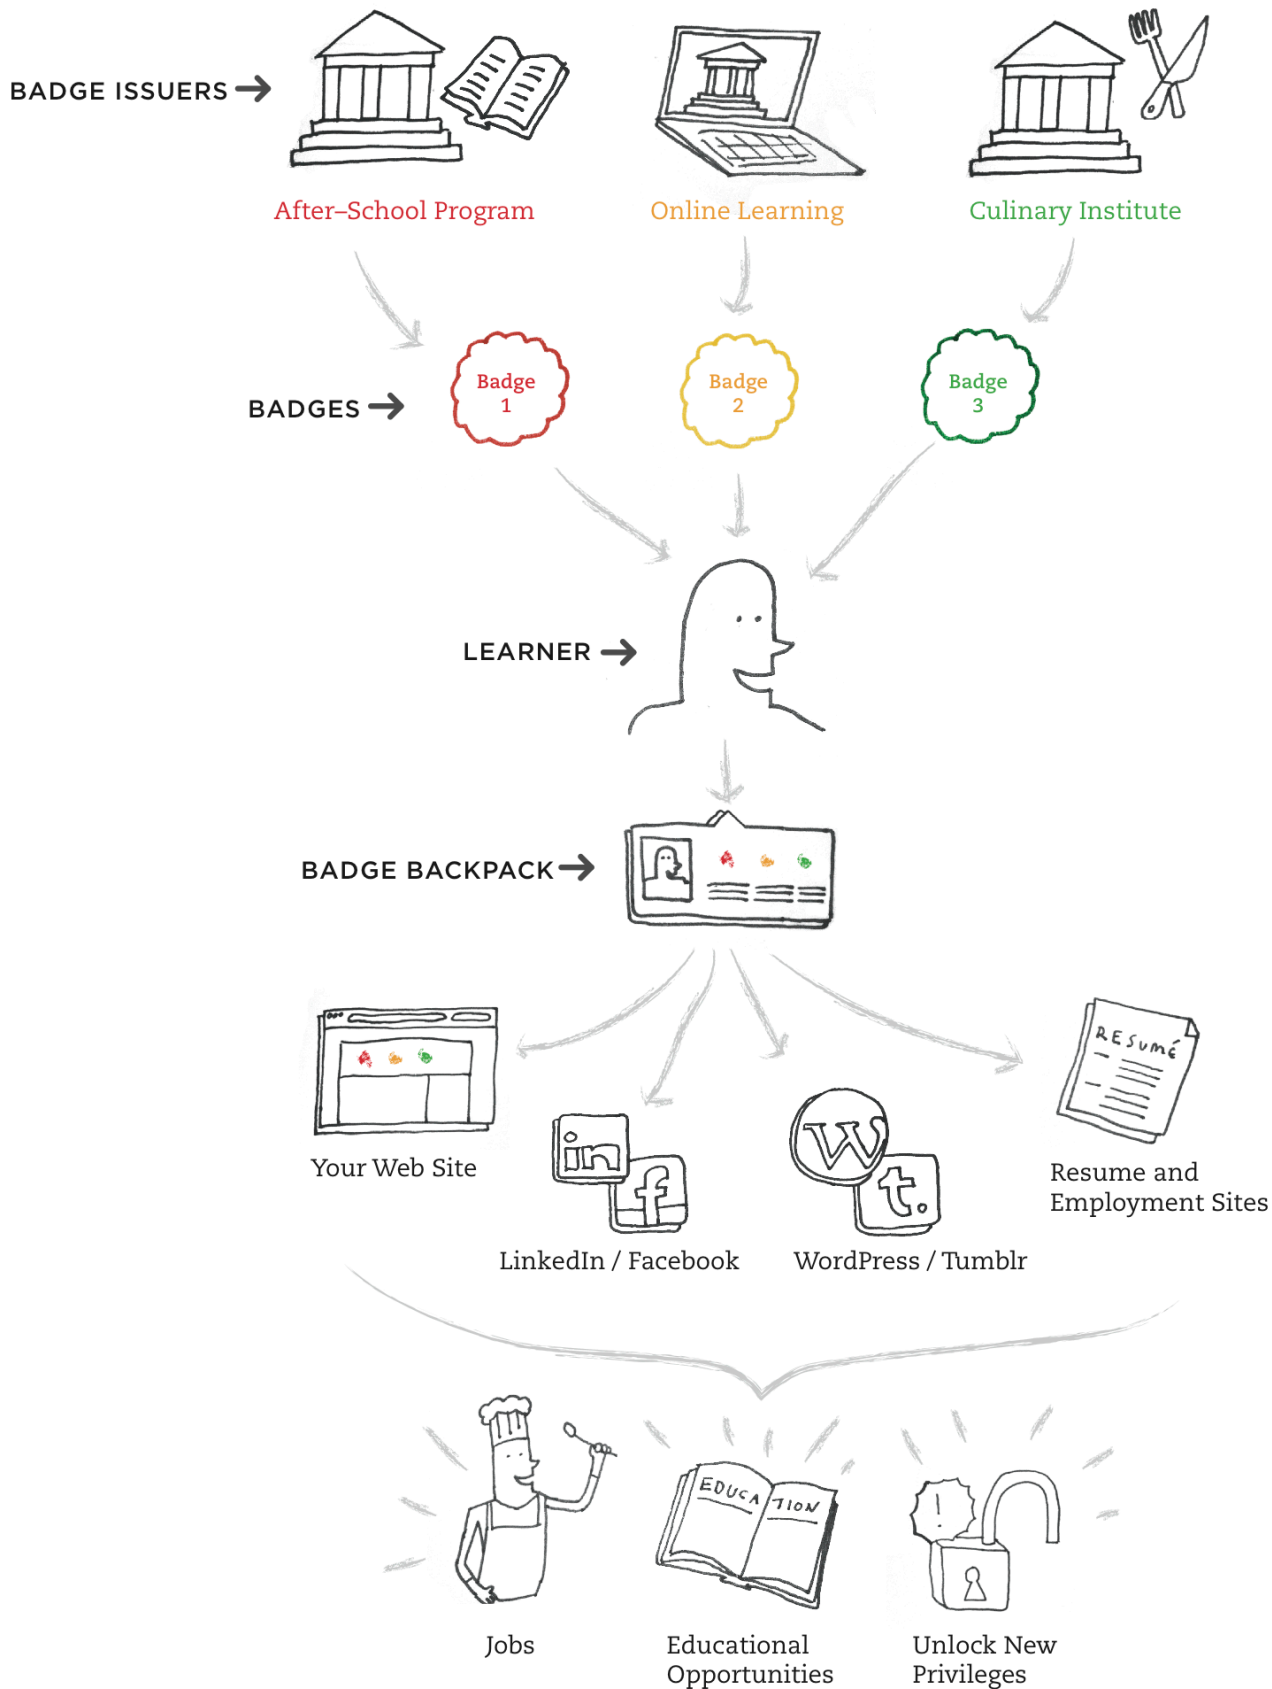 BADGE ISSUERS
After–School Program
Online Learning
Culinary Institute
BADGES
Badge
1
Badge
2
Badge
3
LEARNER
BADGE BACKPACK
RESUMÉ
Your Web Site
in
f
W
t.
Resume and
Employment Sites
LinkedIn / Facebook
WordPress / Tumblr
EDUCATION
!
Jobs
Educational
Opportunities
Unlock New
Privileges